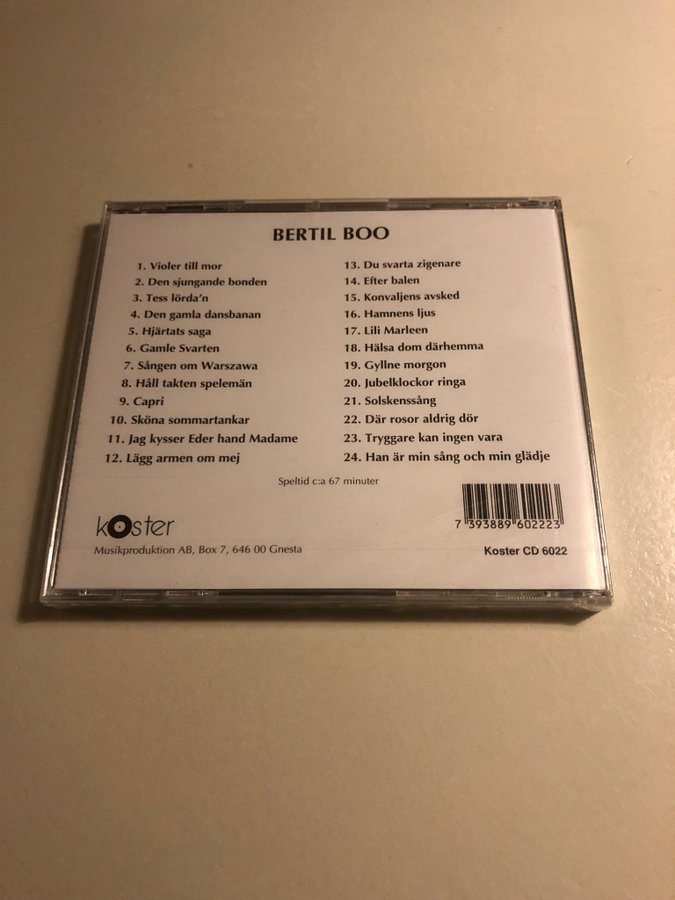 BERTIL BOO
1. Violer till mor
2. Den sjungande bonden
3. Tess lörda'n
4. Den gamla dansbanan
5. Hjärtats saga
6. Gamle Svarten
7. Sången om Warszawa
8. Håll takten spelemän
9. Capri
10. Sköna sommartankar
11. Jag kysser Eder hand Madame
12. Lägg armen om mej
13. Du svarta zigenare
14. Efter balen
15. Konvaljens avsked
16. Hamnens ljus
17. Lili Marleen
18. Hälsa dom därhemma
19. Gyllne morgon
20. Jubelklockor ringa
21. Solskenssång
22. Där rosor aldrig dör
23. Tryggare kan ingen vara
24. Han är min sång och min glädje
Speltid c:a 67 minuter
koster
Musikproduktion AB, Box 7, 646 00 Gnesta
7 393889 602223
Koster CD 6022